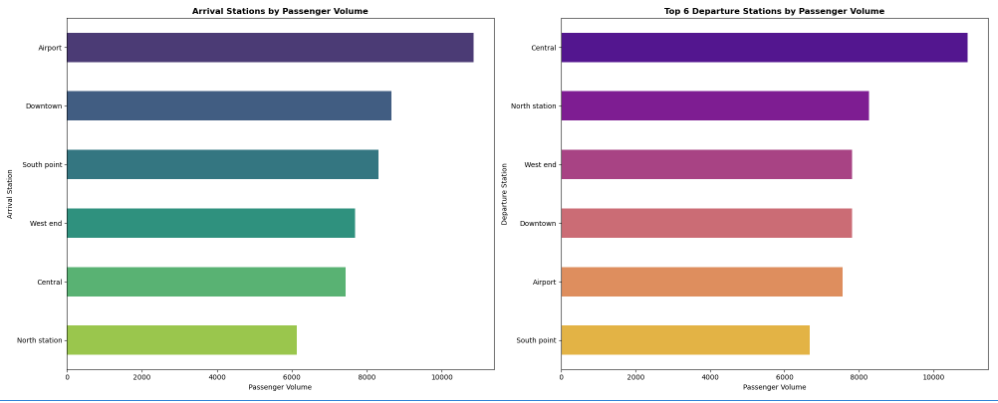 Arrival Stations by Passenger Volume
Airport
Downtown
South point
West end
Central
North station
Arrival Station
0 2000 4000 6000 8000 10000
Passenger Volume
Top 6 Departure Stations by Passenger Volume
Central
North station
West end
Downtown
Airport
South point
Departure Station
0 2000 4000 6000 8000 10000
Passenger Volume